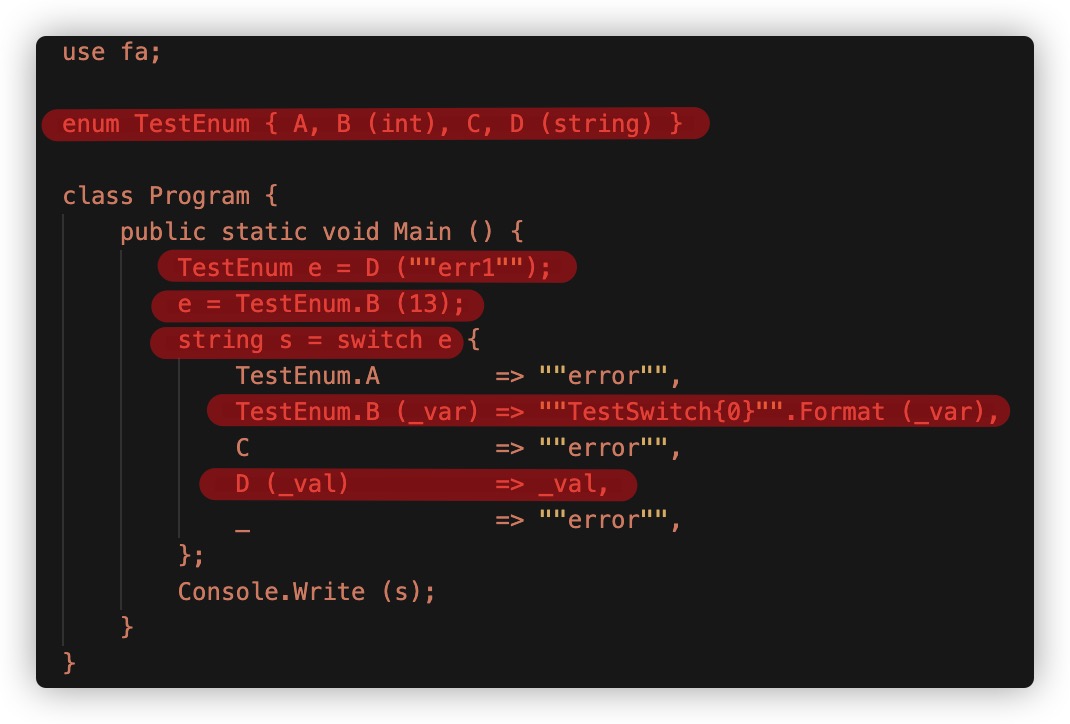 use fa;
enum TestEnum { A, B (int), C, D (string) }
class Program {
public static void Main () {
TestEnum e = D (""err1"");
e = TestEnum.B (13);
string s = switch e {
TestEnum.A => ""error"",
TestEnum.B (_var) => ""TestSwitch{0}"".Format (_var),
C => ""error"",
D (_val) => _val,
_ => ""error"",
};
Console.Write (s);
}
}